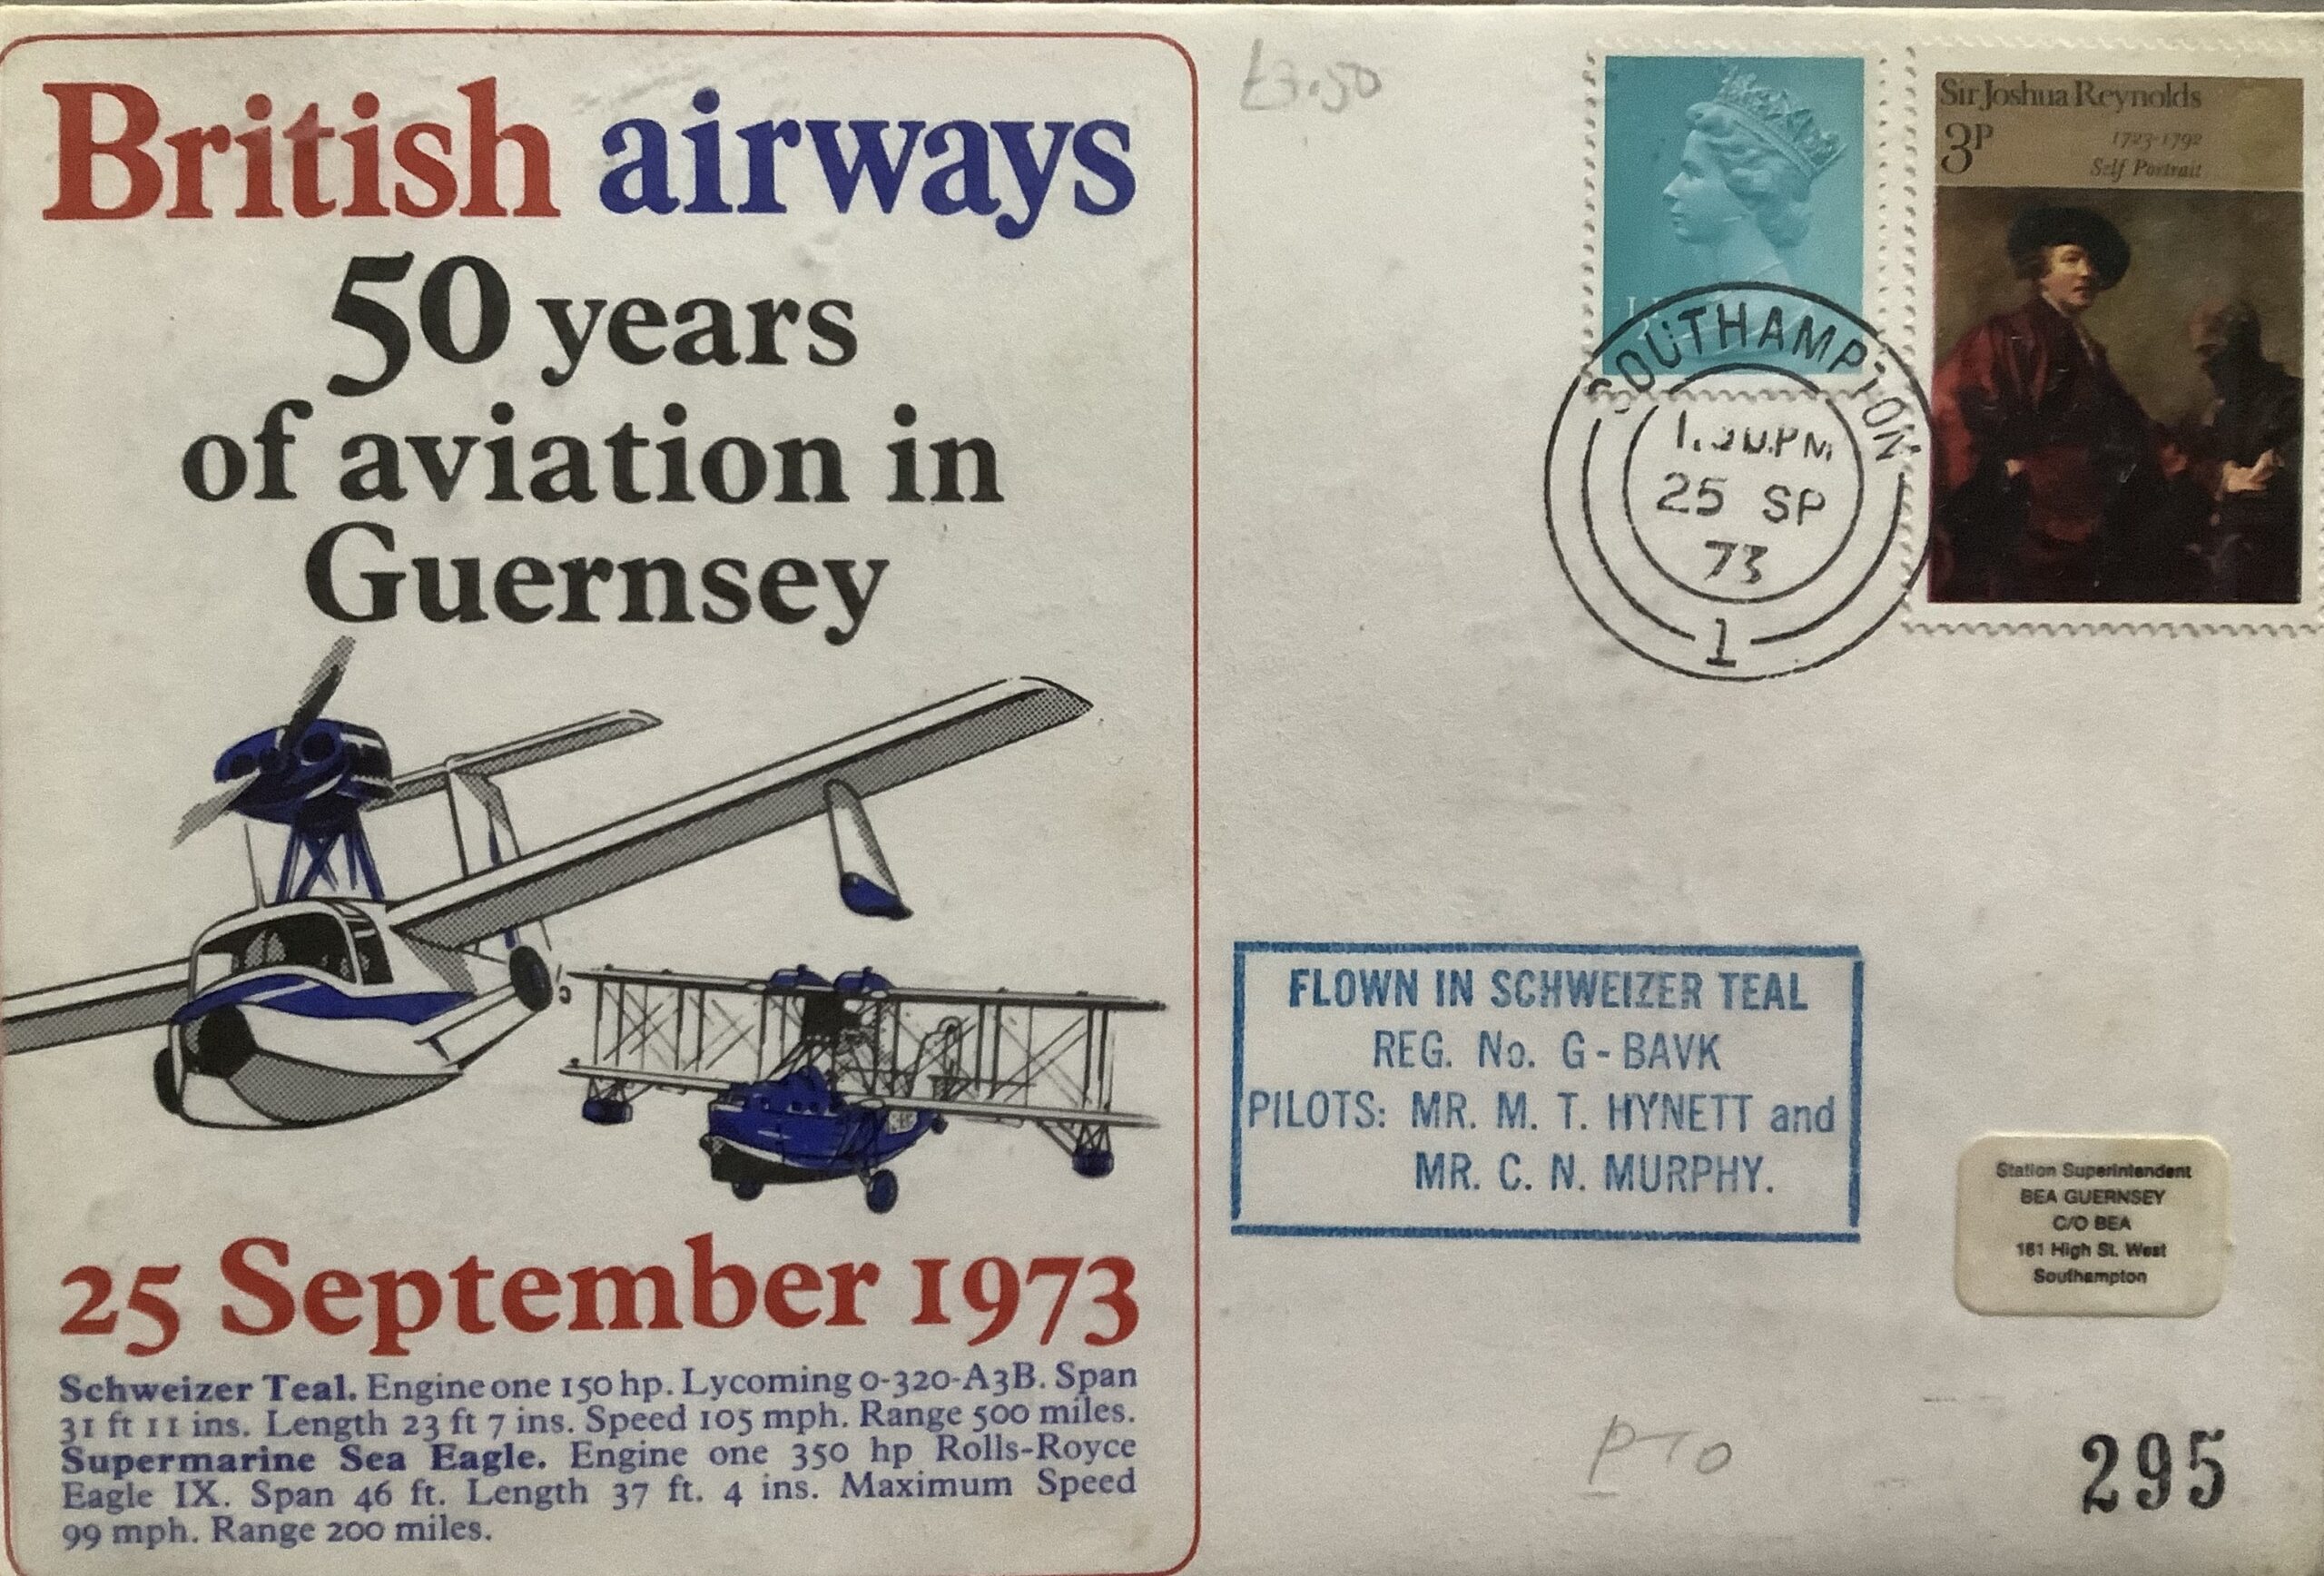 British airways
50 years
of aviation in
Guernsey
25 September 1973
Schweizer Teal. Engine one 150 hp. Lycoming 0-320-A3B. Span
31 ft 11 ins. Length 23 ft 7 ins. Speed 105 mph. Range 500 miles.
Supermarine Sea Eagle. Engine one 350 hp Rolls-Royce
Eagle IX. Span 46 ft. Length 37 ft. 4 ins. Maximum Speed
99 mph. Range 200 miles.
£3.50
Sir Joshua Reynolds
3P
1723-1792
Self Portrait
SOUTHAMPTON
25 SP
73
1
FLOWN IN SCHWEIZER TEAL
REG. No. G-BAVK
PILOTS: MR. M. T. HYNETT and
MR. C. N. MURPHY.
Station Superintendent
BEA GUERNSEY
C/O BEA
181 High St. West
Southampton
PTO
295